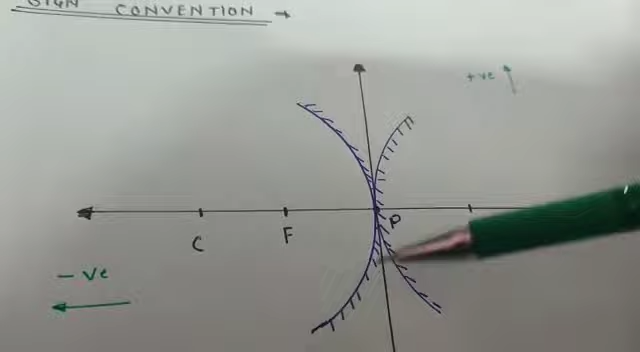 SIGN CONVENTION →
+ve ↑
P
C
F
- ve
←